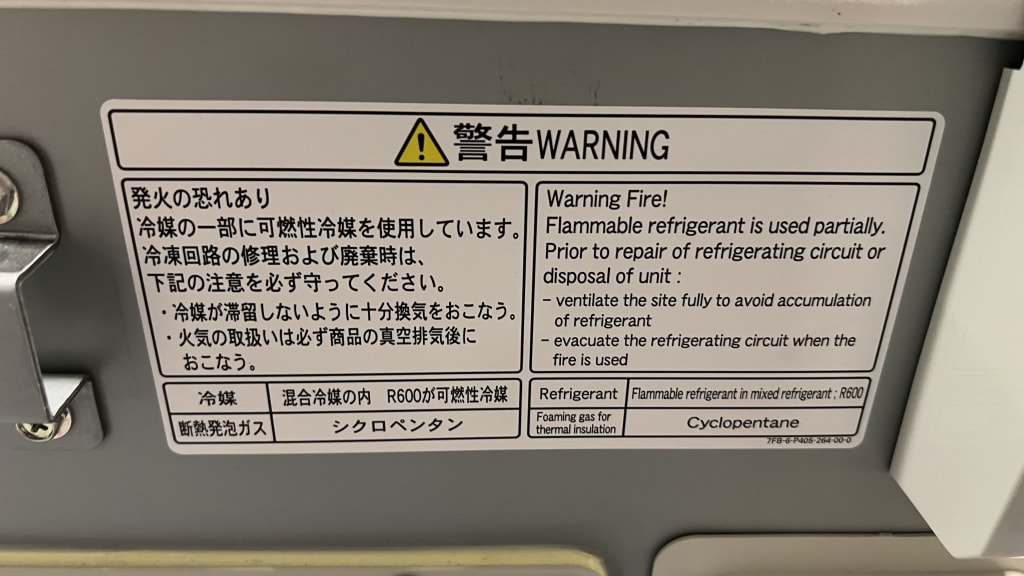 警告WARNING
発火の恐れあり
冷媒の一部に可燃性冷媒を使用しています。
冷凍回路の修理および廃棄時は、
下記の注意を必ず守ってください。
・冷媒が滞留しないように十分換気をおこなう。
・火気の取扱いは必ず商品の真空排気後に
おこなう。
冷媒 混合冷媒の内 R600が可燃性冷媒
断熱発泡ガス シクロペンタン
Warning Fire!
Flammable refrigerant is used partially.
Prior to repair of refrigerating circuit or
disposal of unit :
– ventilate the site fully to avoid accumulation
of refrigerant
– evacuate the refrigerating circuit when the
fire is used
Refrigerant Flammable refrigerant in mixed refrigerant : R600
Foaming gas for
thermal insulation
Cyclopentane
7FB-6-P405-264-00-0